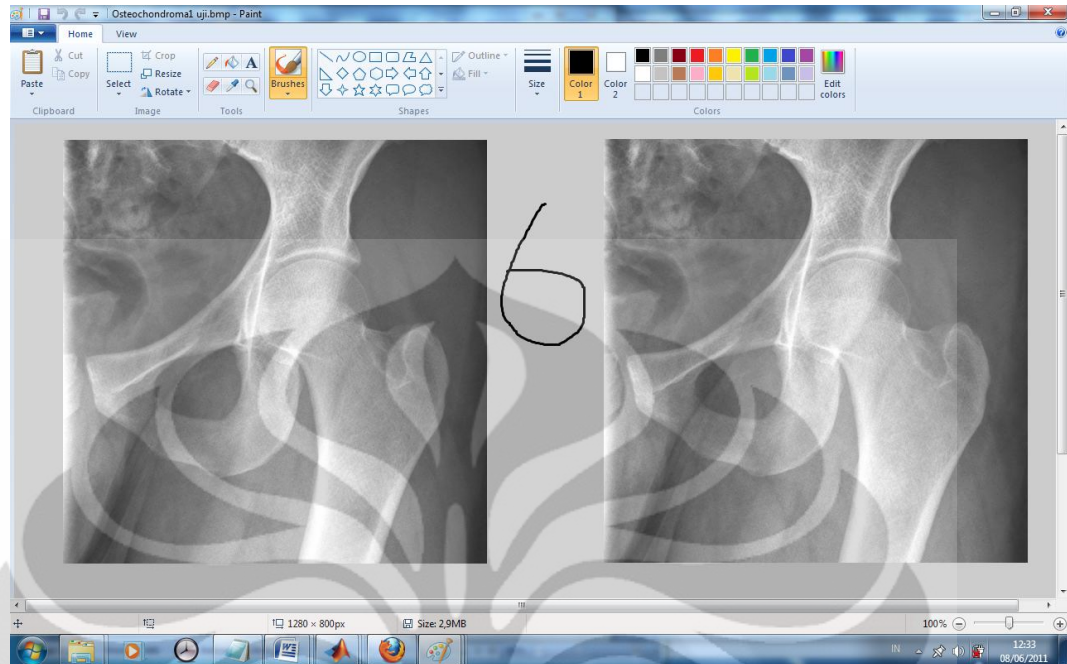 Osteochondroma1 uji.bmp - Paint
Home View
Paste
Cut
Copy
Clipboard
Select
Crop
Resize
Rotate
Image
A
Tools
Brushes
Shapes
Outline
Fill
Size
Color 1
Color 2
Edit colors
Colors
6
1280 × 800px
Size: 2,9MB
100%
W
IN
12:33
08/06/2011